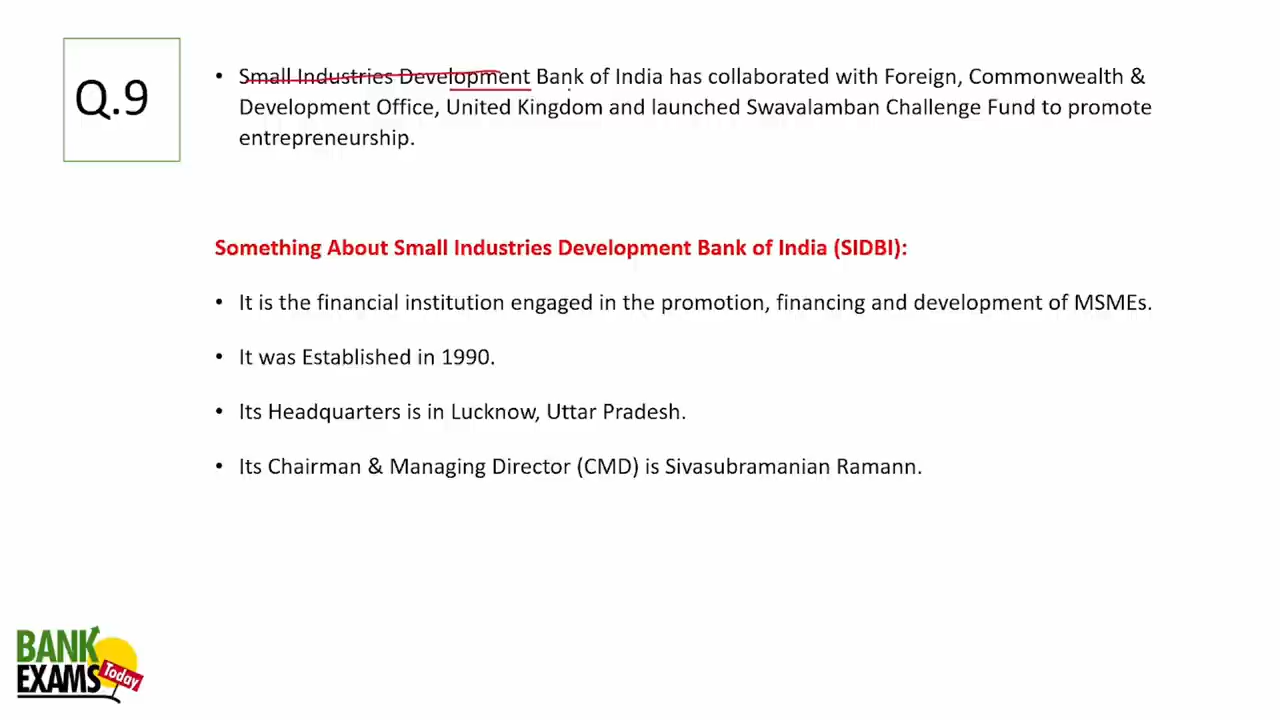 Q.9
• Small Industries Development Bank of India has collaborated with Foreign, Commonwealth &
Development Office, United Kingdom and launched Swavalamban Challenge Fund to promote
entrepreneurship.
Something About Small Industries Development Bank of India (SIDBI):
• It is the financial institution engaged in the promotion, financing and development of MSMEs.
• It was Established in 1990.
• Its Headquarters is in Lucknow, Uttar Pradesh.
• Its Chairman & Managing Director (CMD) is Sivasubramanian Ramann.
BANK
EXAMS
Today